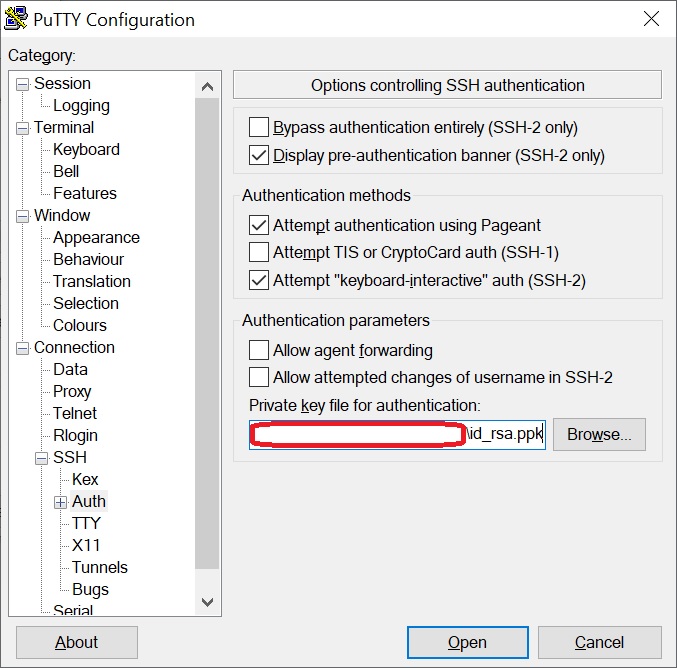 PuTTY Configuration
Category:
Session
Logging
Terminal
Keyboard
Bell
Features
Window
Appearance
Behaviour
Translation
Selection
Colours
Connection
Data
Proxy
Telnet
Rlogin
SSH
Kex
Auth
TTY
X11
Tunnels
Bugs
Serial
Options controlling SSH authentication
Bypass authentication entirely (SSH-2 only)
Display pre-authentication banner (SSH-2 only)
Authentication methods
Attempt authentication using Pageant
Attempt TIS or CryptoCard auth (SSH-1)
Attempt "keyboard-interactive" auth (SSH-2)
Authentication parameters
Allow agent forwarding
Allow attempted changes of username in SSH-2
Private key file for authentication:
\id_rsa.ppk
Browse...
About
Open
Cancel